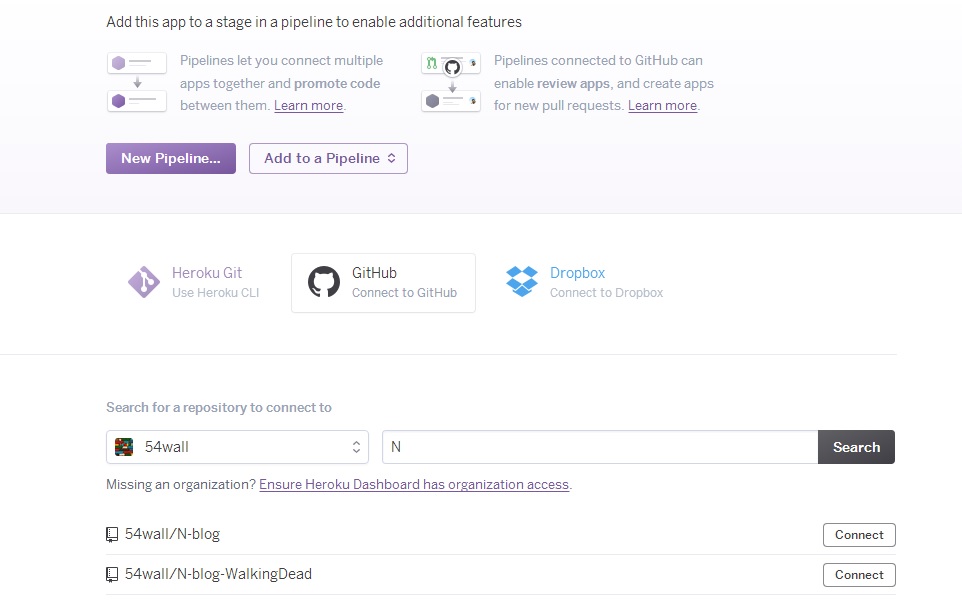 Add this app to a stage in a pipeline to enable additional features
Pipelines let you connect multiple
apps together and promote code
between them. Learn more.
Pipelines connected to GitHub can
enable review apps, and create apps
for new pull requests. Learn more.
New Pipeline...
Add to a Pipeline
Heroku Git
Use Heroku CLI
GitHub
Connect to GitHub
Dropbox
Connect to Dropbox
Search for a repository to connect to
54wall
N
Search
Missing an organization? Ensure Heroku Dashboard has organization access.
54wall/N-blog
Connect
54wall/N-blog-WalkingDead
Connect